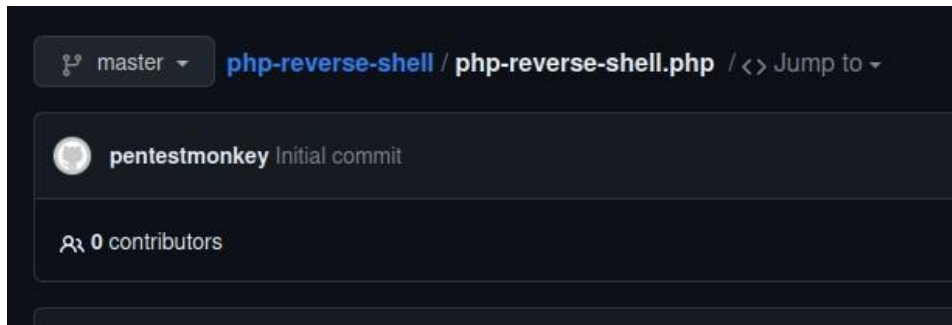 master php-reverse-shell / php-reverse-shell.php / <> Jump to
pentestmonkey Initial commit
0 contributors